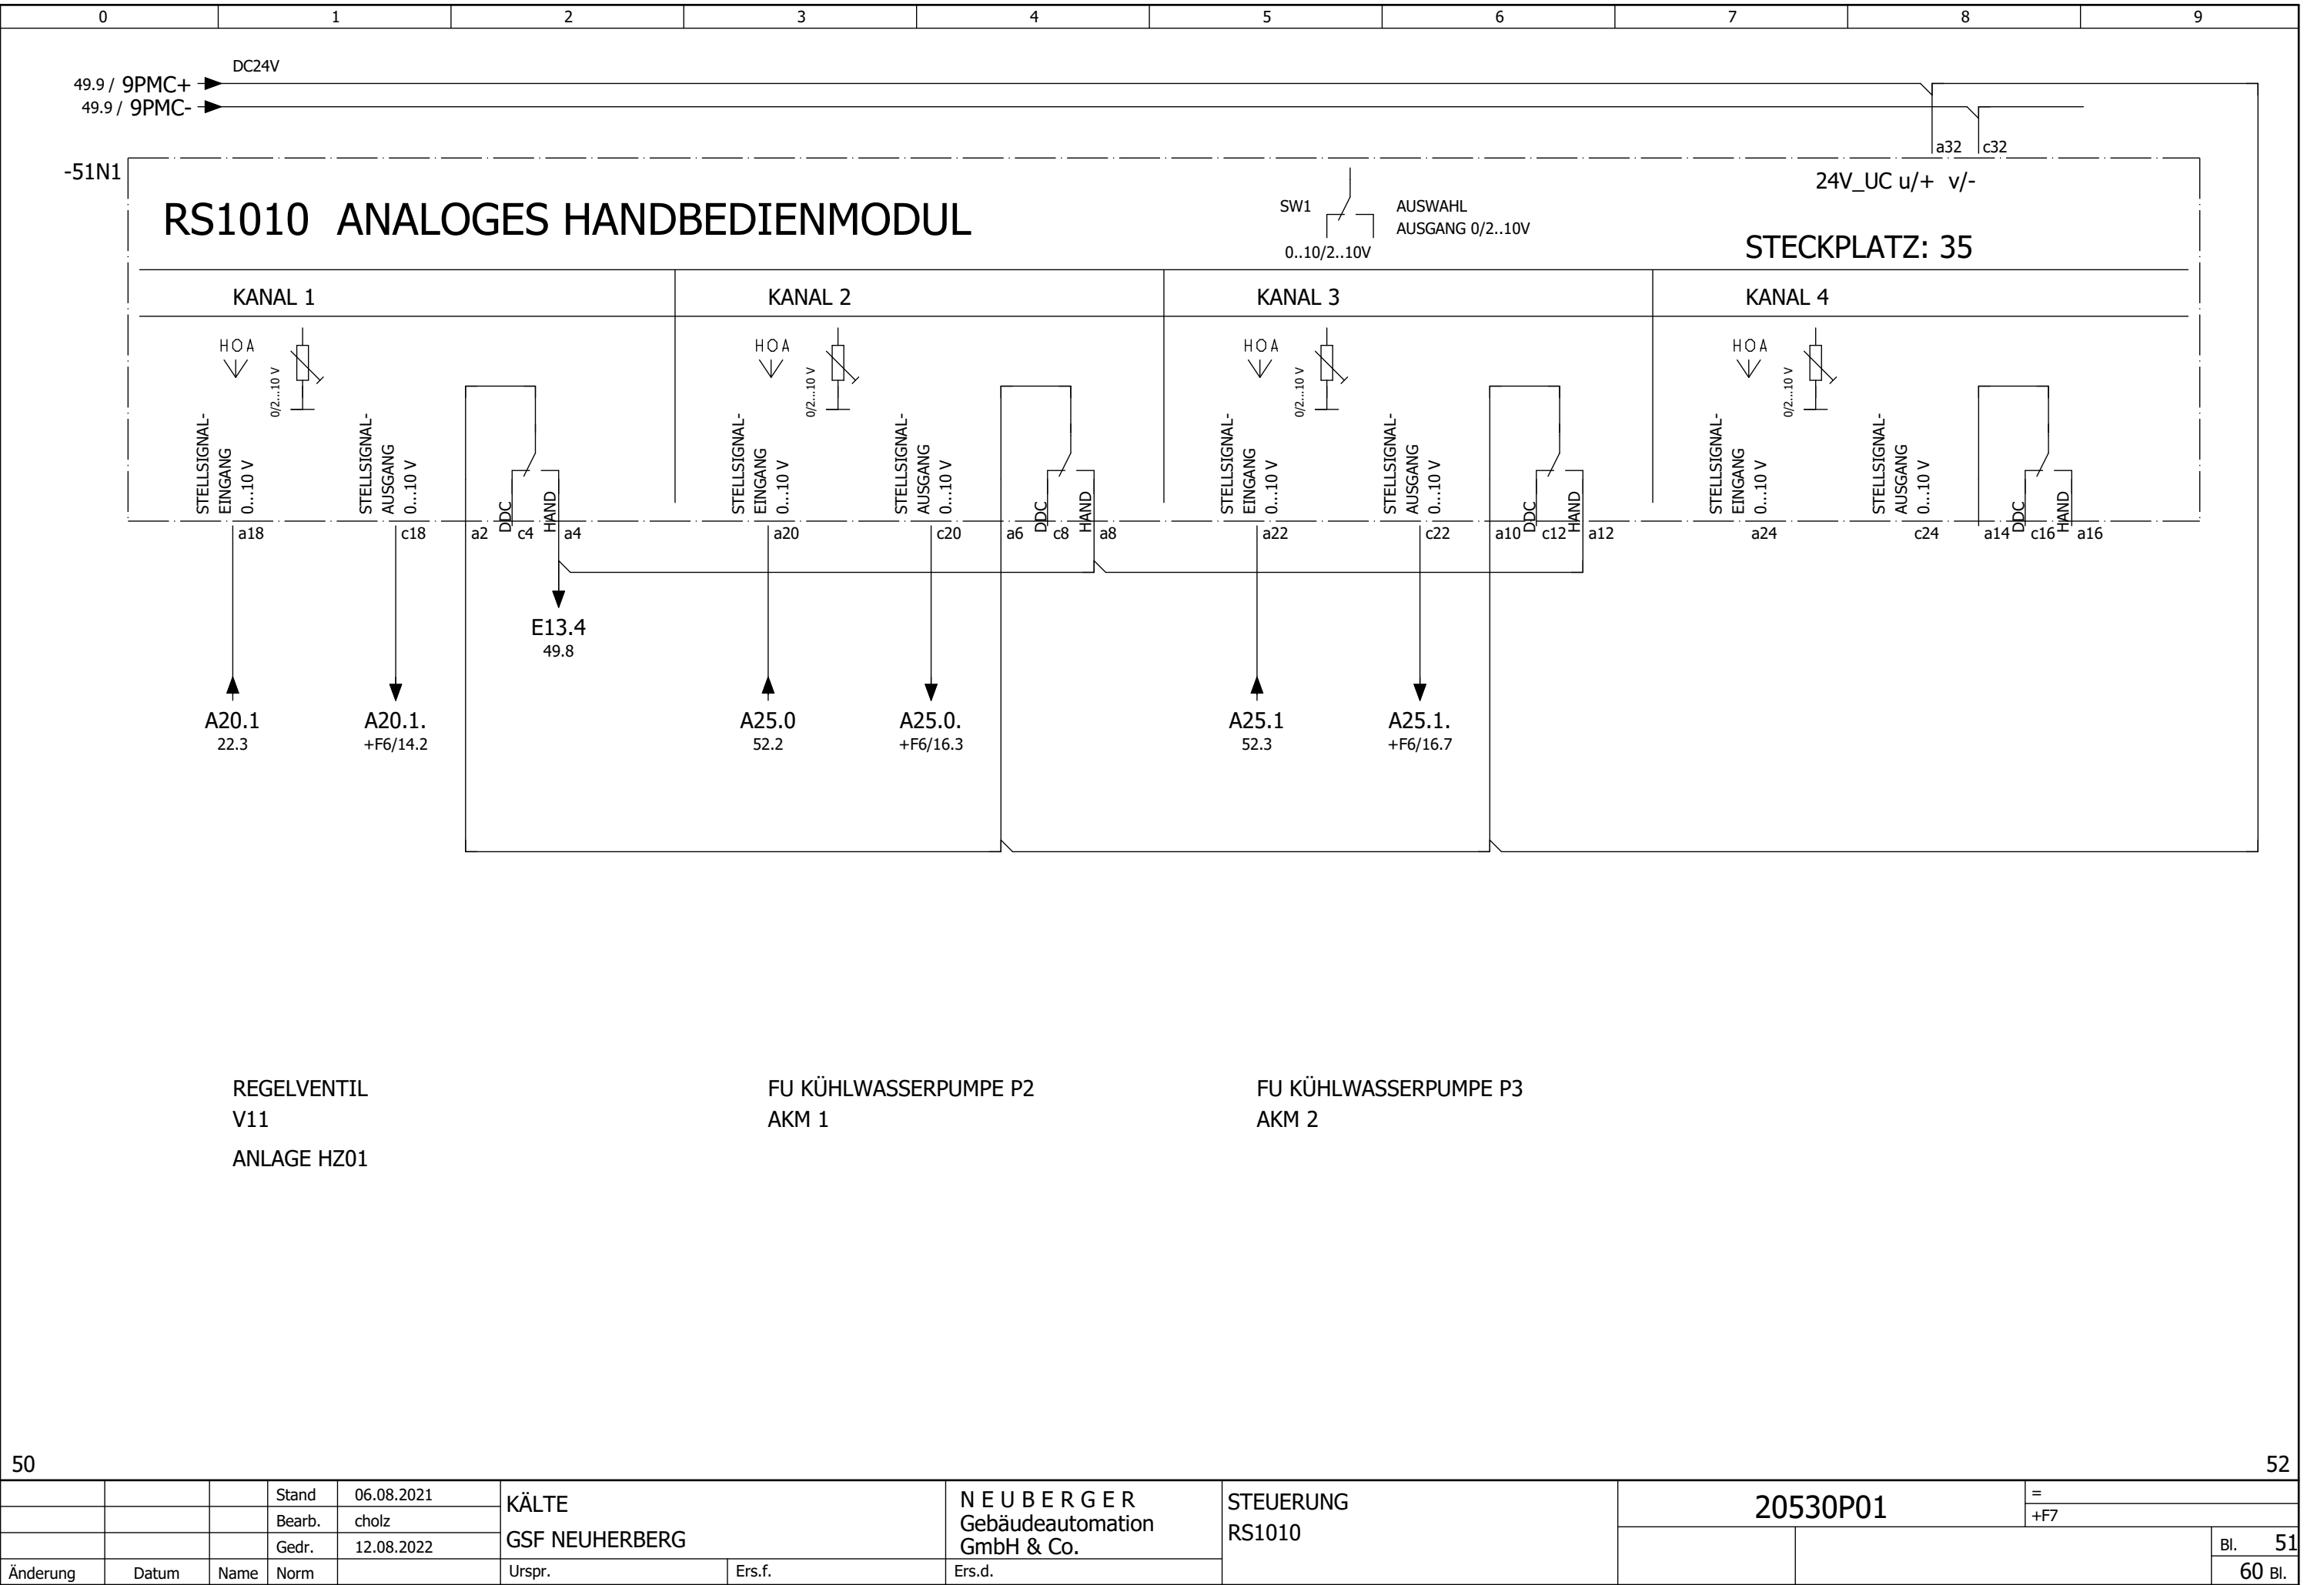 0 1 2 3 4 5 6 7 8 9
DC24V
49.9 / 9PMC+
49.9 / 9PMC-
a32 c32
-51N1
24V_UC u/+ v/-
RS1010 ANALOGES HANDBEDIENMODUL
SW1
AUSWAHL
AUSGANG 0/2..10V
0..10/2..10V
STECKPLATZ: 35
KANAL 1 KANAL 2 KANAL 3 KANAL 4
H O A H O A H O A H O A
0/2...10 V 0/2...10 V 0/2...10 V 0/2...10 V
STELLSIGNAL-
EINGANG
0...10 V
STELLSIGNAL-
AUSGANG
0...10 V
DDC
HAND
STELLSIGNAL-
EINGANG
0...10 V
STELLSIGNAL-
AUSGANG
0...10 V
DDC
HAND
STELLSIGNAL-
EINGANG
0...10 V
STELLSIGNAL-
AUSGANG
0...10 V
DDC
HAND
STELLSIGNAL-
EINGANG
0...10 V
STELLSIGNAL-
AUSGANG
0...10 V
DDC
HAND
a18 c18 a2 c4 a4 a20 c20 a6 c8 a8 a22 c22 a10 c12 a12 a24 c24 a14 c16 a16
E13.4
49.8
A20.1 A20.1. A25.0 A25.0. A25.1 A25.1.
22.3 +F6/14.2 52.2 +F6/16.3 52.3 +F6/16.7
REGELVENTIL
V11
ANLAGE HZ01
FU KÜHLWASSERPUMPE P2
AKM 1
FU KÜHLWASSERPUMPE P3
AKM 2
50 52
Stand 06.08.2021
Bearb. cholz
Gedr. 12.08.2022
Änderung Datum Name Norm
KÄLTE
GSF NEUHERBERG
Urspr. Ers.f. Ers.d.
NEUBERGER
Gebäudeautomation
GmbH & Co.
STEUERUNG
RS1010
20530P01
=
+F7
Bl. 51
60 Bl.